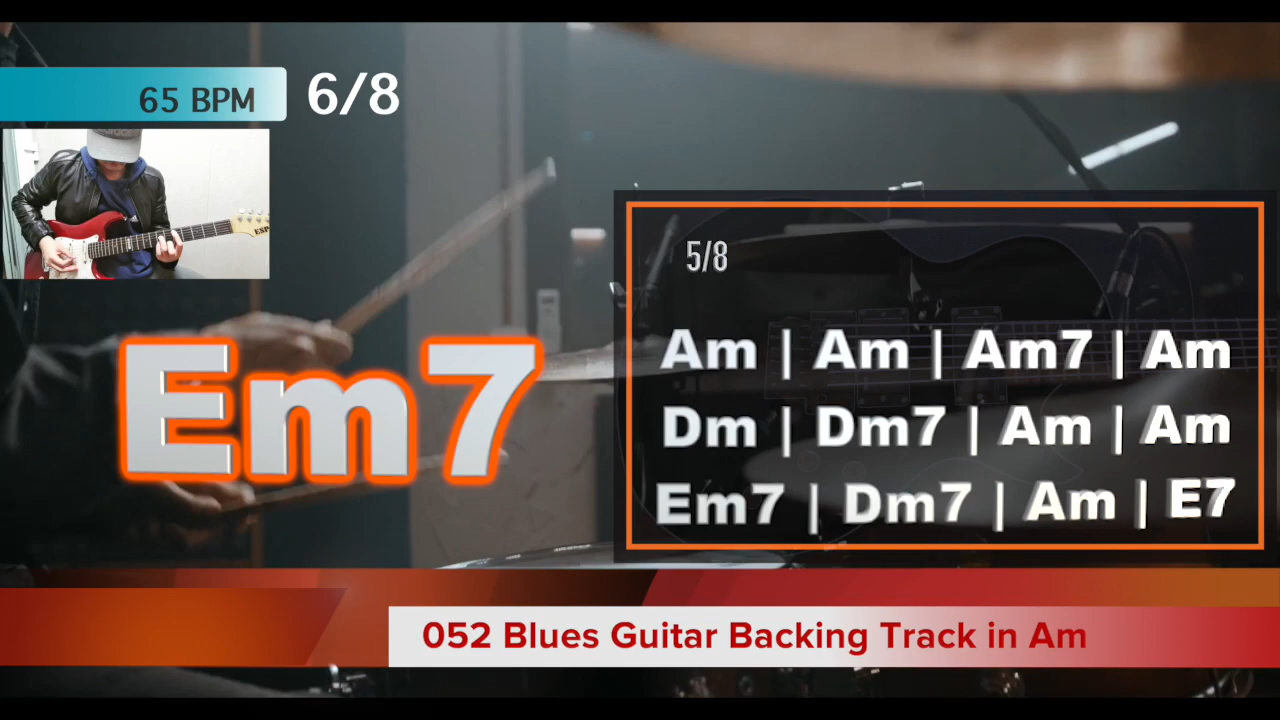 65 BPM 6/8
ESP
5/8
Am | Am | Am7 | Am
Dm | Dm7 | Am | Am
Em7 | Dm7 | Am | E7
Em7
052 Blues Guitar Backing Track in Am